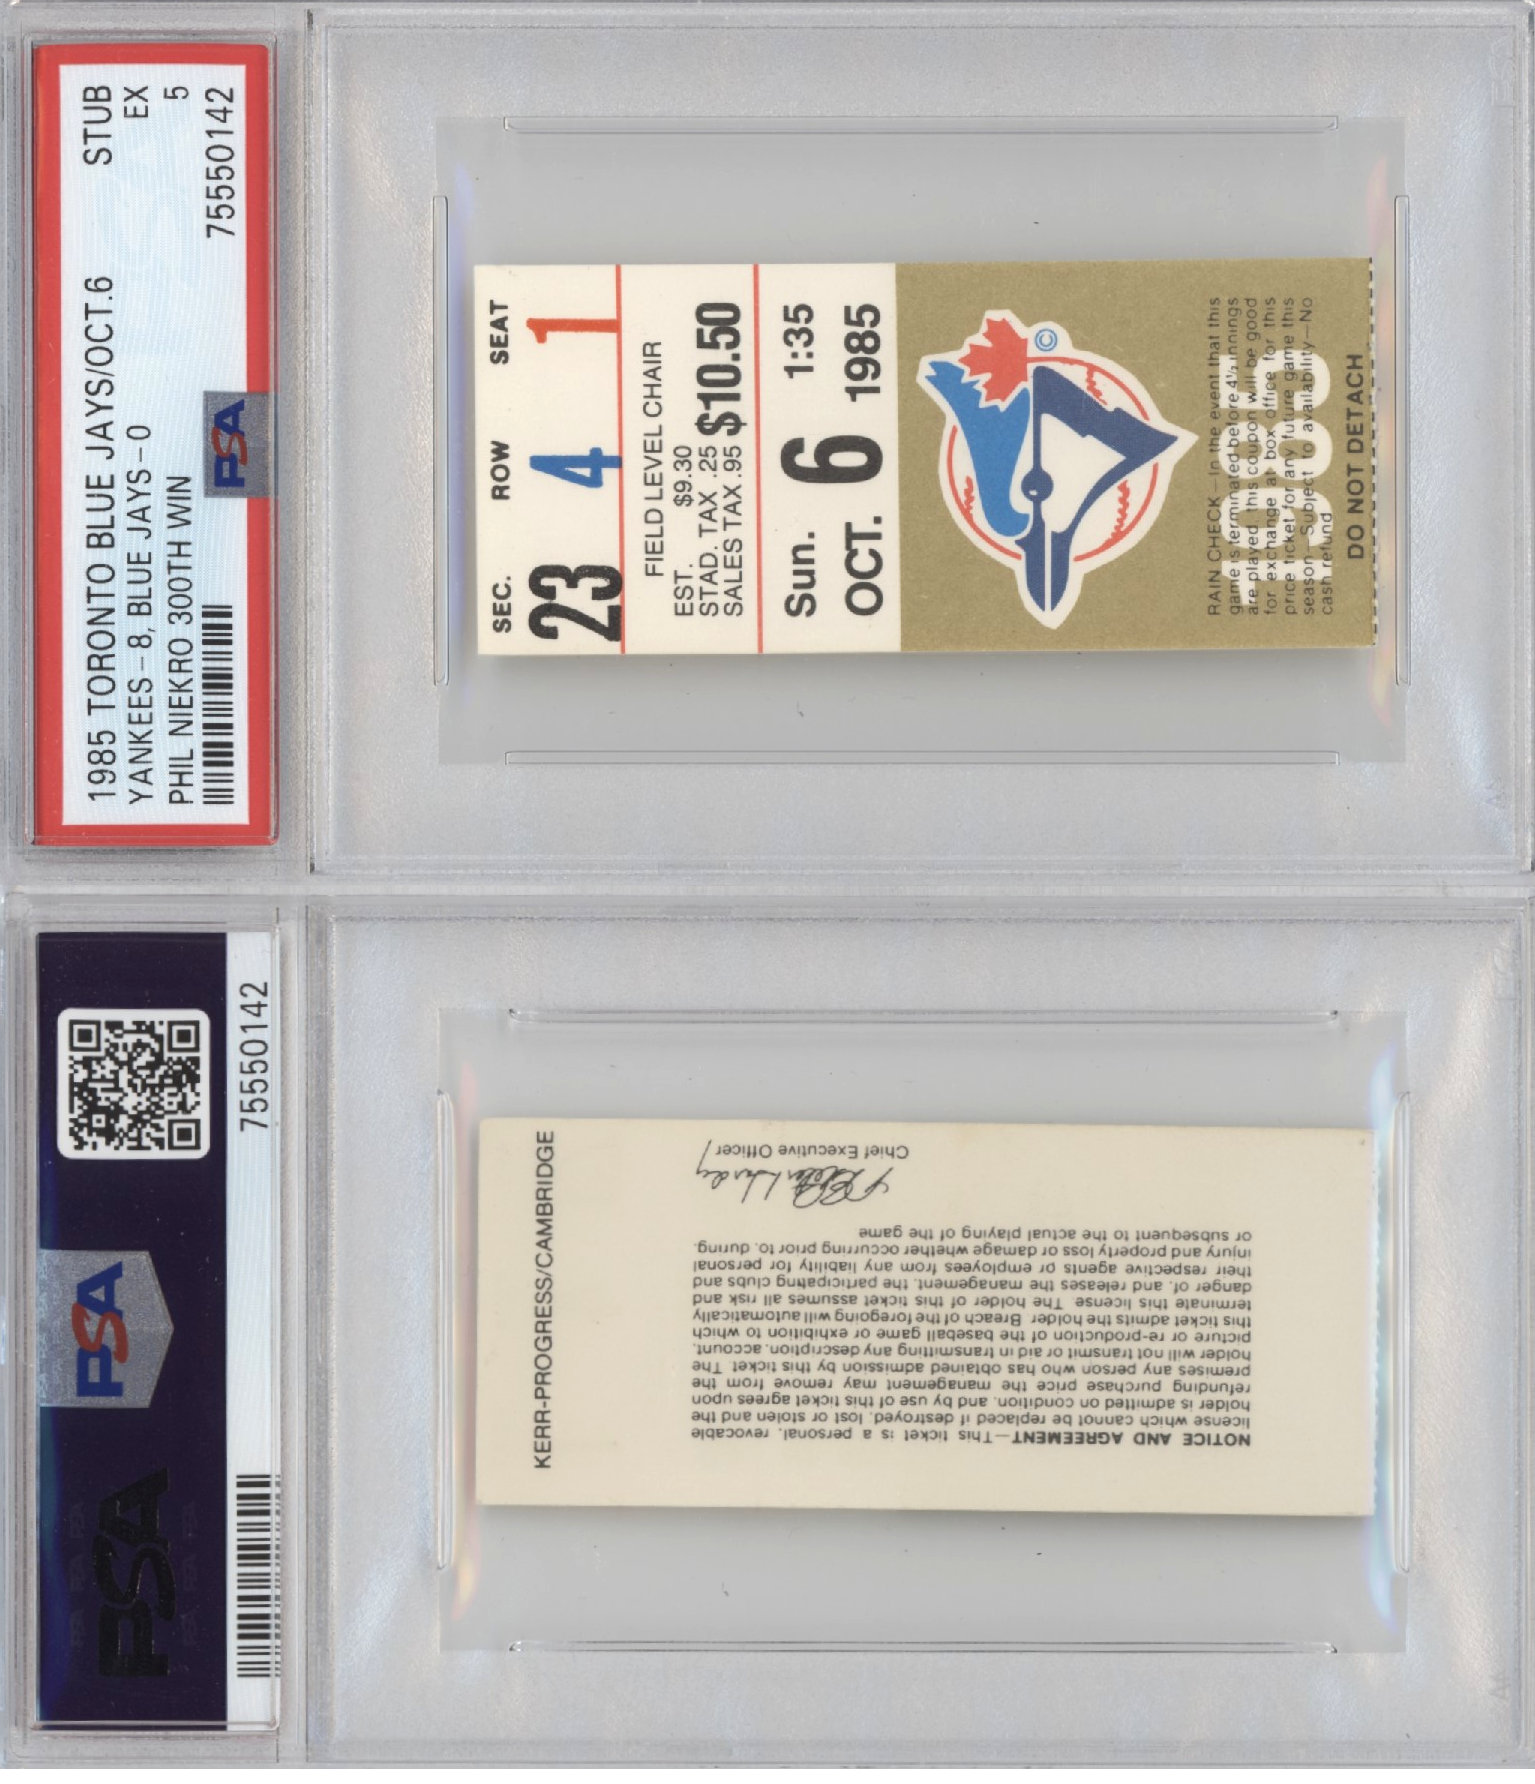 1985 TORONTO BLUE JAYS/OCT.6 STUB
YANKEES-8, BLUE JAYS-0 EX
PHIL NIEKRO 300TH WIN 5
75550142
PSA
SEC. ROW SEAT
23 4 1
FIELD LEVEL CHAIR
EST. $9.30
STAD. TAX .25
SALES TAX .95 $10.50
Sun. 1:35
OCT. 6 1985
©
RAIN CHECK—In the event that this
game is terminated before 4½ innings
are played this coupon will be good
for exchange at box office for this
price ticket for any future game this
season—Subject to availability—No
cash refund
DO NOT DETACH
75550142
PSA
PSA
KERR-PROGRESS/CAMBRIDGE
NOTICE AND AGREEMENT—This ticket is a personal, revocable
license which cannot be replaced if destroyed, lost or stolen and the
holder is admitted on condition, and by use of this ticket agrees upon
refunding purchase price the management may remove from the
premises any person who has obtained admission by this ticket. The
holder will not transmit or aid in transmitting any description, account,
picture or re-production of the baseball game or exhibition to which
this ticket admits the holder Breach of the foregoing will automatically
terminate this license The holder of this ticket assumes all risk and
danger of, and releases the management, the participating clubs and
their respective agents or employees from any liability for personal
injury and property loss or damage whether occurring prior to, during,
or subsequent to the actual playing of the game
Chief Executive Officer